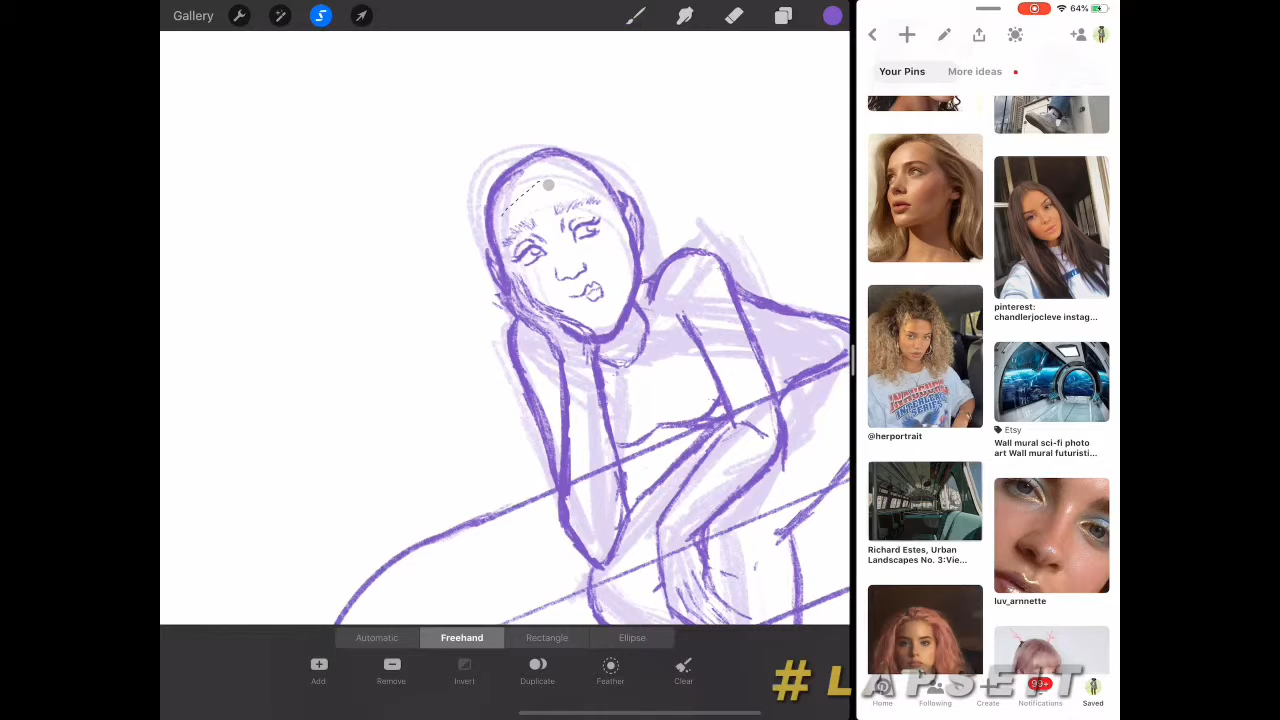 Gallery
64%
Your Pins
More ideas
pinterest:
chandlerjocleve instag...
@herportrait
Etsy
Wall mural sci-fi photo
art Wall mural futuristi...
Richard Estes, Urban
Landscapes No. 3:Vie...
luv_arnnette
Automatic
Freehand
Rectangle
Ellipse
Add
Remove
Invert
Duplicate
Feather
Clear
#LAPSEIT
99+
Home
Following
Create
Notifications
Saved